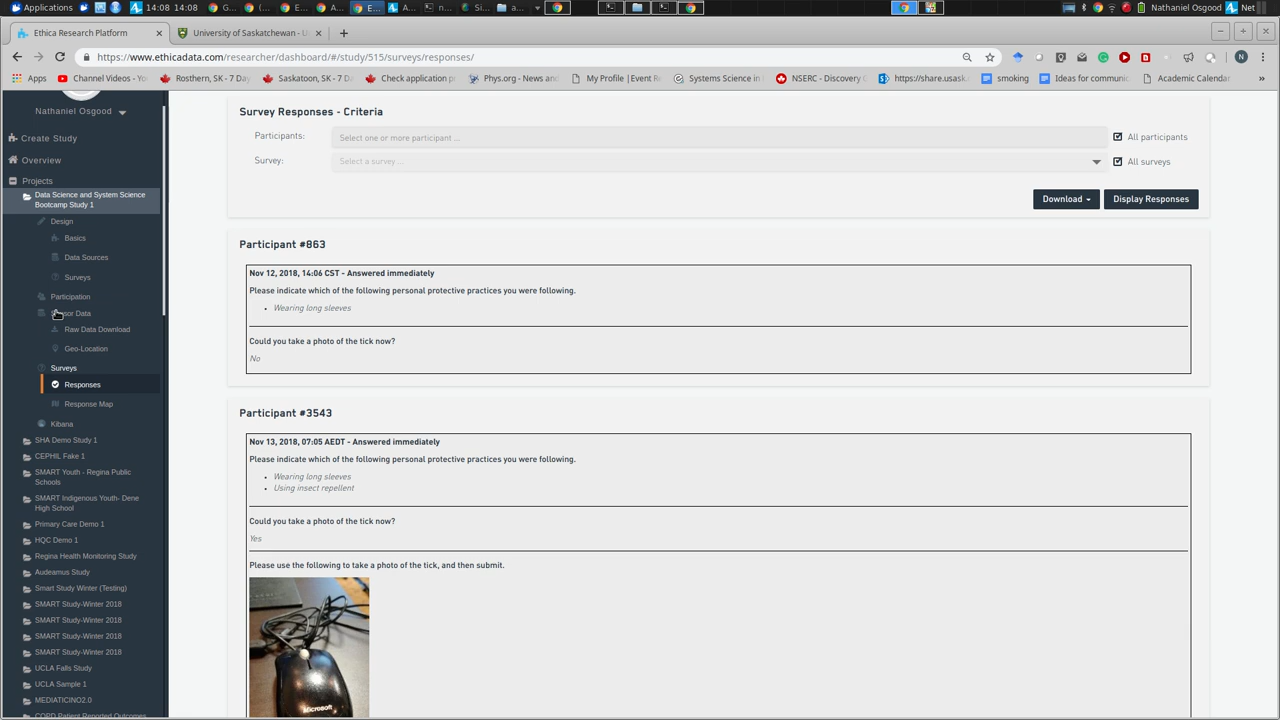 Applications
14:08 14:08
Nathaniel Osgood
Net
Ethica Research Platform
University of Saskatchewan - U
https://www.ethicadata.com/researcher/dashboard/#/study/515/surveys/responses/
Apps
Channel Videos - Yo
Rosthern, SK - 7 Day
Saskatoon, SK - 7 D
Check application p
Phys.org - News and
My Profile |Event R
Systems Science in
NSERC - Discovery G
https://share.usask
smoking
Ideas for communic
Academic Calendar
Nathaniel Osgood
Create Study
Overview
Projects
Data Science and System Science
Bootcamp Study 1
Design
Basics
Data Sources
Surveys
Participation
sor Data
Raw Data Download
Geo-Location
Surveys
Responses
Response Map
Kibana
SHA Demo Study 1
CEPHIL Fake 1
SMART Youth - Regina Public
Schools
SMART Indigenous Youth- Dene
High School
Primary Care Demo 1
HQC Demo 1
Regina Health Monitoring Study
Audeamus Study
Smart Study Winter (Testing)
SMART Study-Winter 2018
SMART Study-Winter 2018
SMART Study-Winter 2018
SMART Study-Winter 2018
UCLA Falls Study
UCLA Sample 1
MEDIATICINO2.0
COPD Patient Reported Outcomes
Survey Responses - Criteria
Participants:
Select one or more participant ...
All participants
Survey:
Select a survey ...
All surveys
Download
Display Responses
Participant #863
Nov 12, 2018, 14:06 CST - Answered immediately
Please indicate which of the following personal protective practices you were following.
• Wearing long sleeves
Could you take a photo of the tick now?
No
Participant #3543
Nov 13, 2018, 07:05 AEDT - Answered immediately
Please indicate which of the following personal protective practices you were following.
• Wearing long sleeves
• Using insect repellent
Could you take a photo of the tick now?
Yes
Please use the following to take a photo of the tick, and then submit.
Microsoft